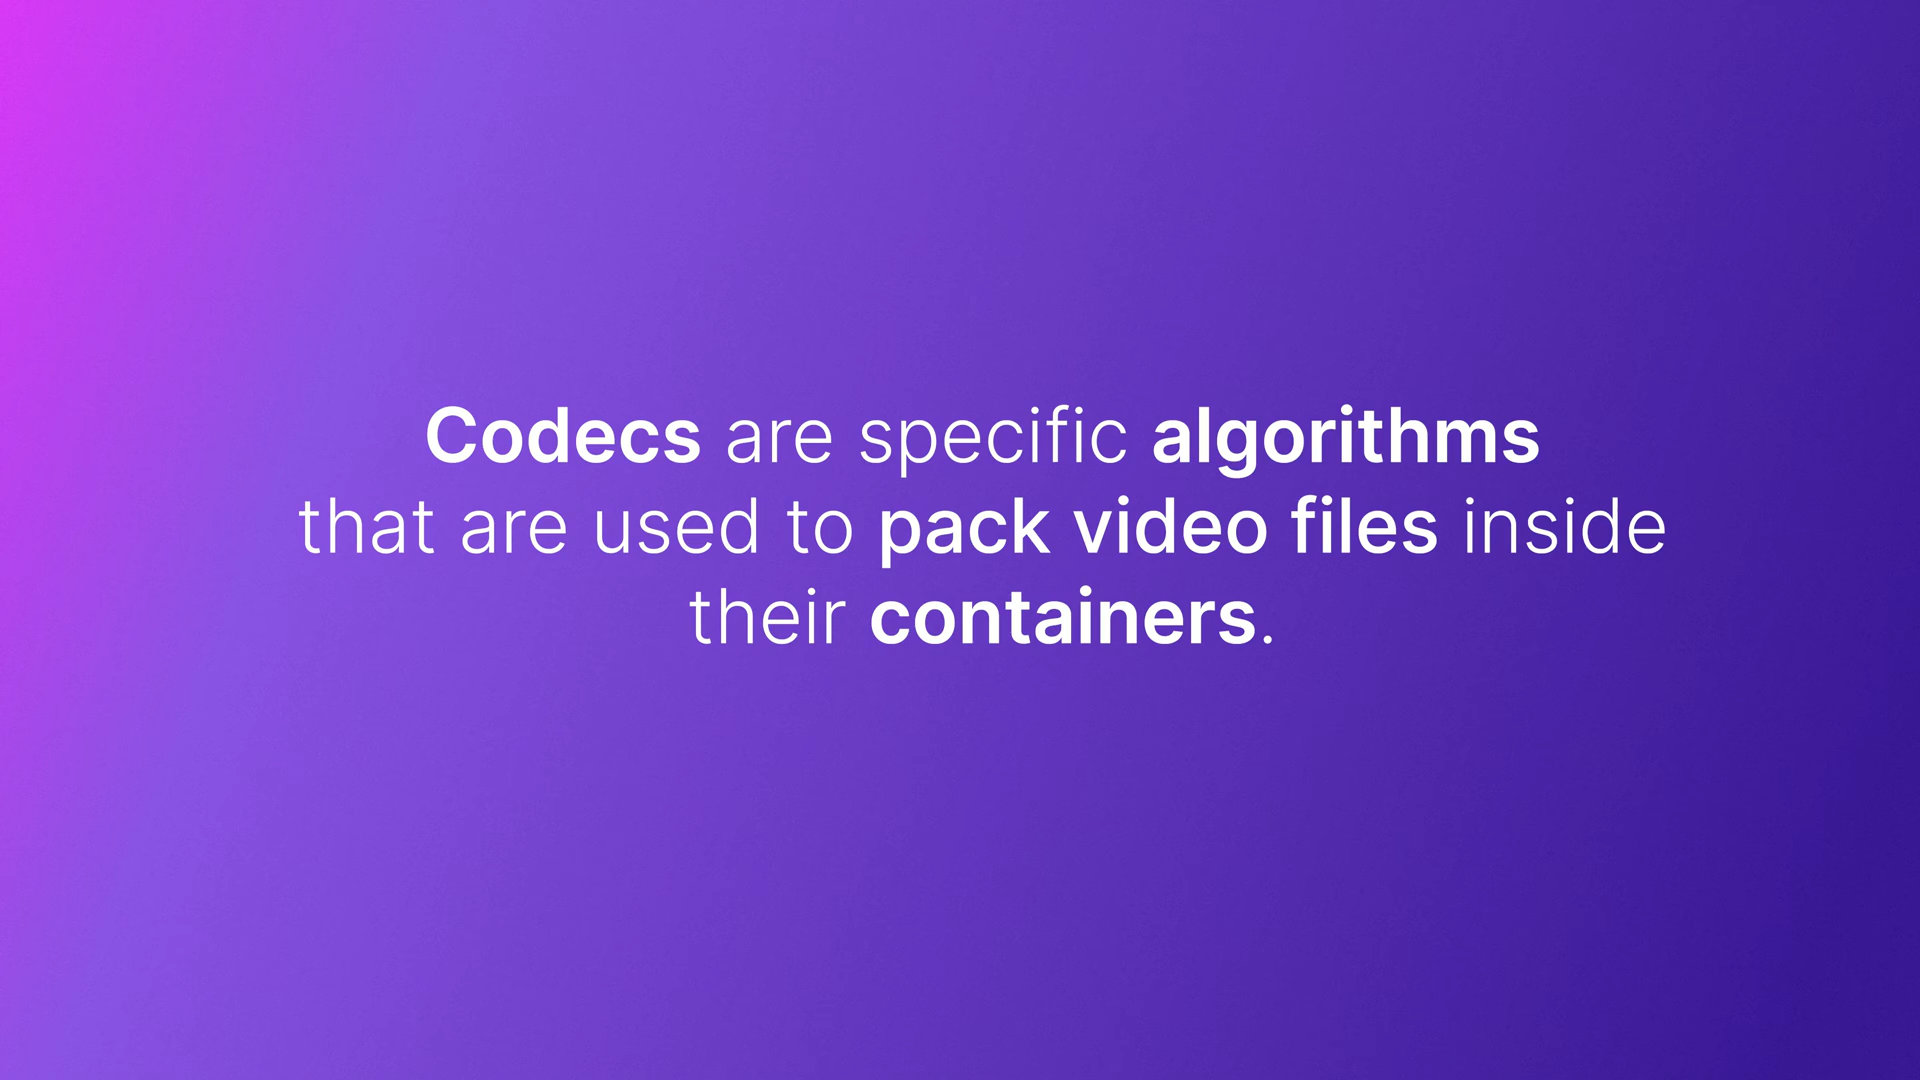 Codecs are specific algorithms
that are used to pack video files inside
their containers.